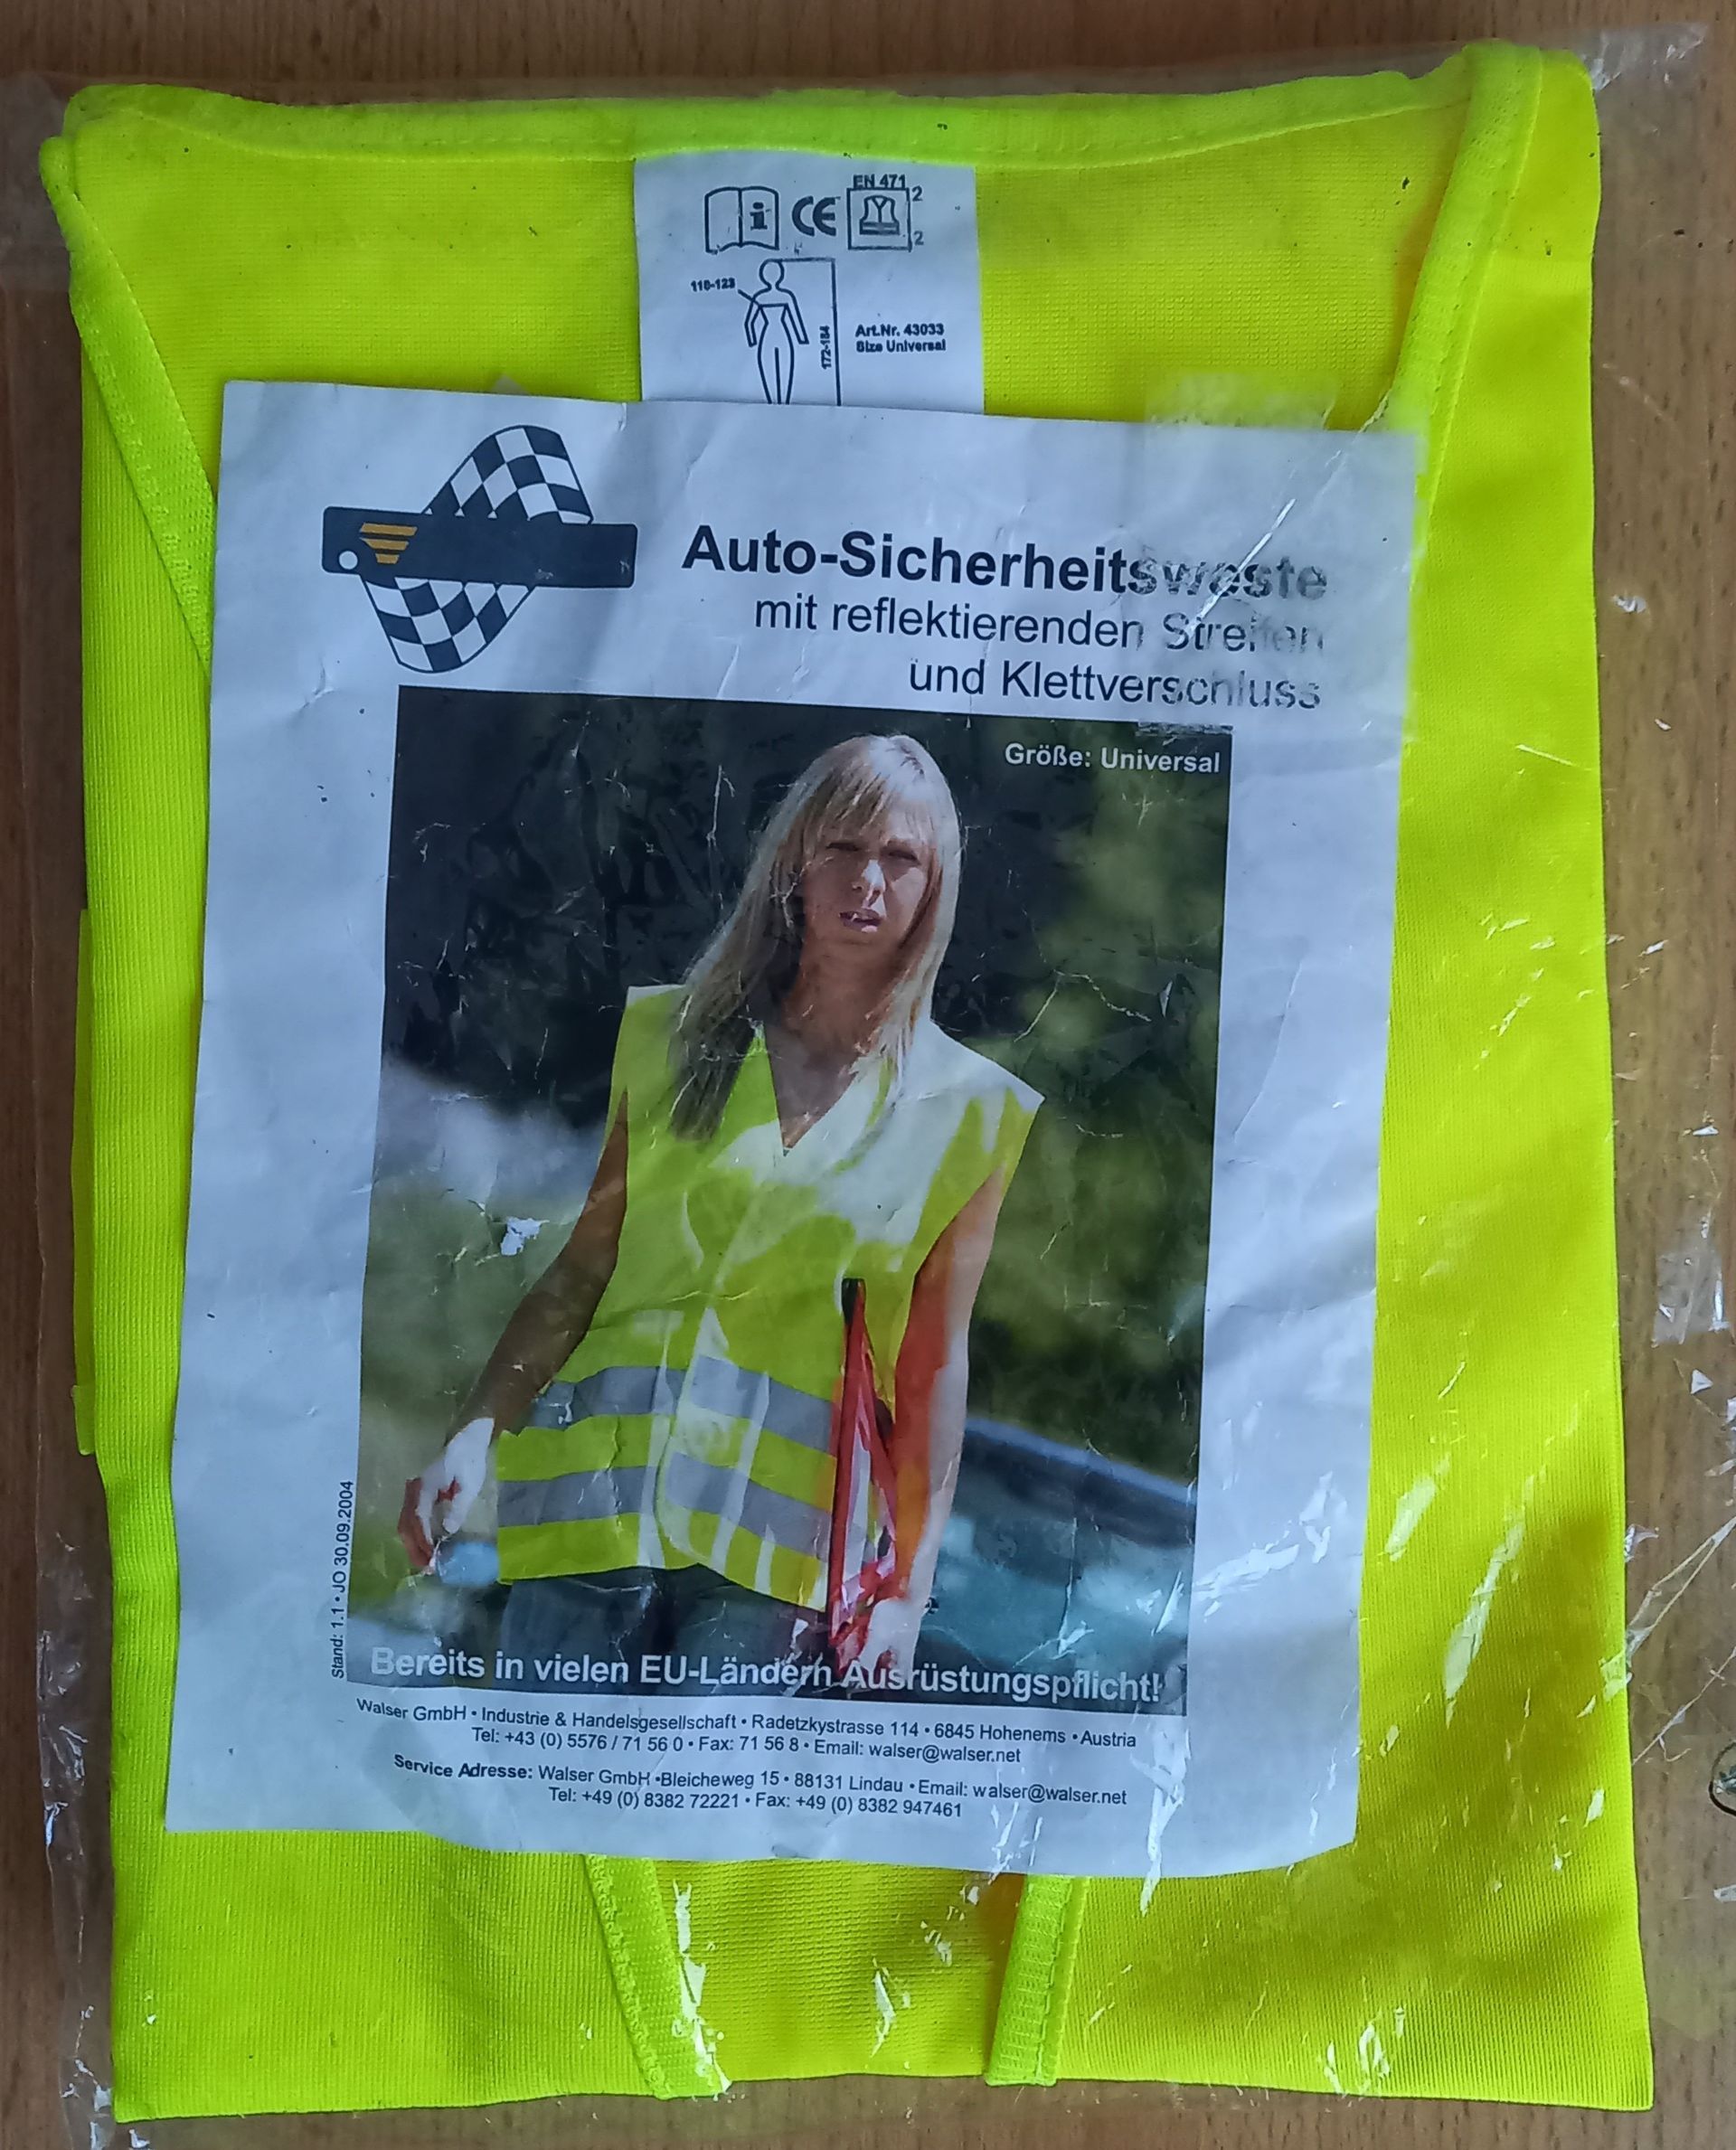 EN 471
i CE 2
2
110-123
172-184
Art.Nr. 43033
Size Universal
Auto-Sicherheitsweste
mit reflektierenden Streifen
und Klettverschluss
Größe: Universal
Stand: 1.1 • JO 30.09.2004
Bereits in vielen EU-Ländern Ausrüstungspflicht!
Walser GmbH • Industrie & Handelsgesellschaft • Radetzkystrasse 114 • 6845 Hohenems • Austria
Tel: +43 (0) 5576 / 71 56 0 • Fax: 71 56 8 • Email: walser@walser.net
Service Adresse: Walser GmbH •Bleicheweg 15 • 88131 Lindau • Email: walser@walser.net
Tel: +49 (0) 8382 72221 • Fax: +49 (0) 8382 947461